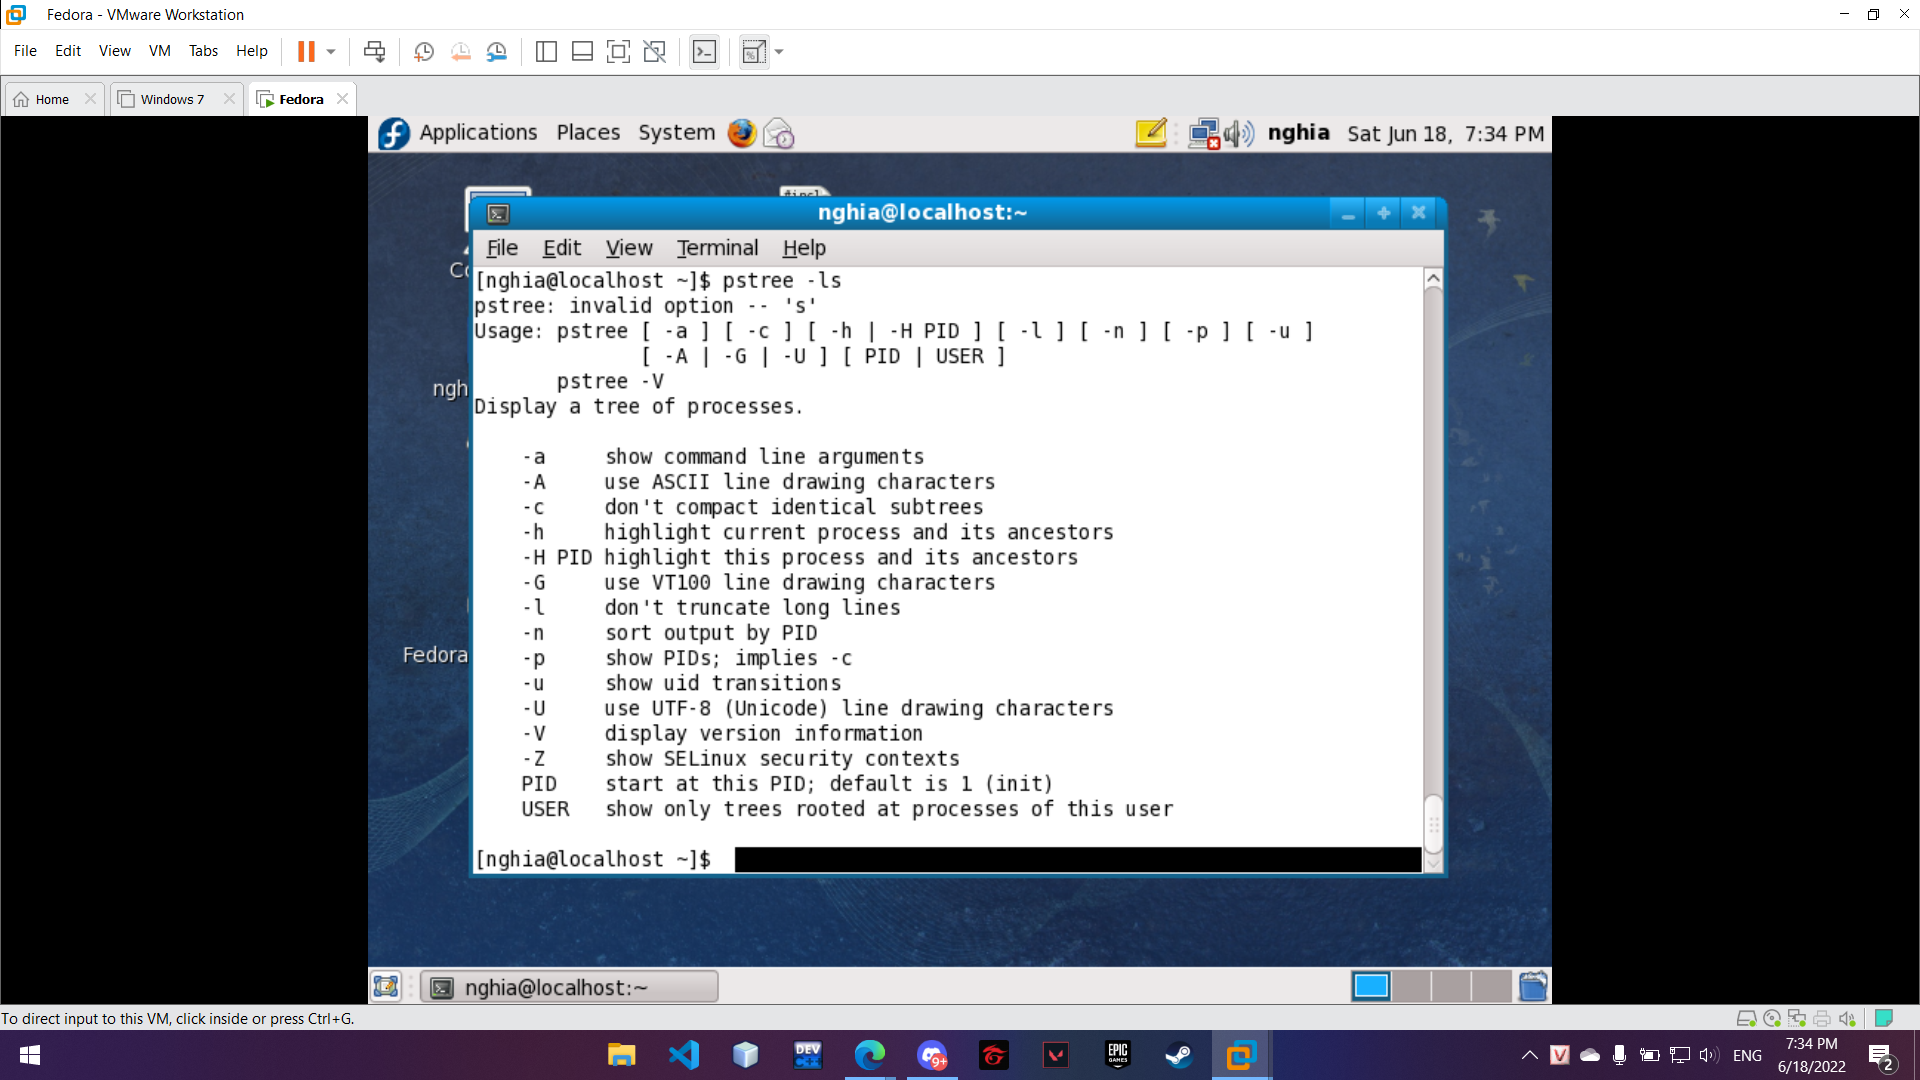 Fedora - VMware Workstation
File Edit View VM Tabs Help
Home Windows 7 Fedora
Applications Places System nghia Sat Jun 18, 7:34 PM
nghia@localhost:~
File Edit View Terminal Help
[nghia@localhost ~]$ pstree -ls
pstree: invalid option -- 's'
Usage: pstree [ -a ] [ -c ] [ -h | -H PID ] [ -l ] [ -n ] [ -p ] [ -u ]
[ -A | -G | -U ] [ PID | USER ]
pstree -V
Display a tree of processes.
-a show command line arguments
-A use ASCII line drawing characters
-c don't compact identical subtrees
-h highlight current process and its ancestors
-H PID highlight this process and its ancestors
-G use VT100 line drawing characters
-l don't truncate long lines
-n sort output by PID
-p show PIDs; implies -c
-u show uid transitions
-U use UTF-8 (Unicode) line drawing characters
-V display version information
-Z show SELinux security contexts
PID start at this PID; default is 1 (init)
USER show only trees rooted at processes of this user
[nghia@localhost ~]$
Fedora
nghia@localhost:~
To direct input to this VM, click inside or press Ctrl+G.
DEV C++
9+
EPIC GAMES
ENG
7:34 PM
6/18/2022
2